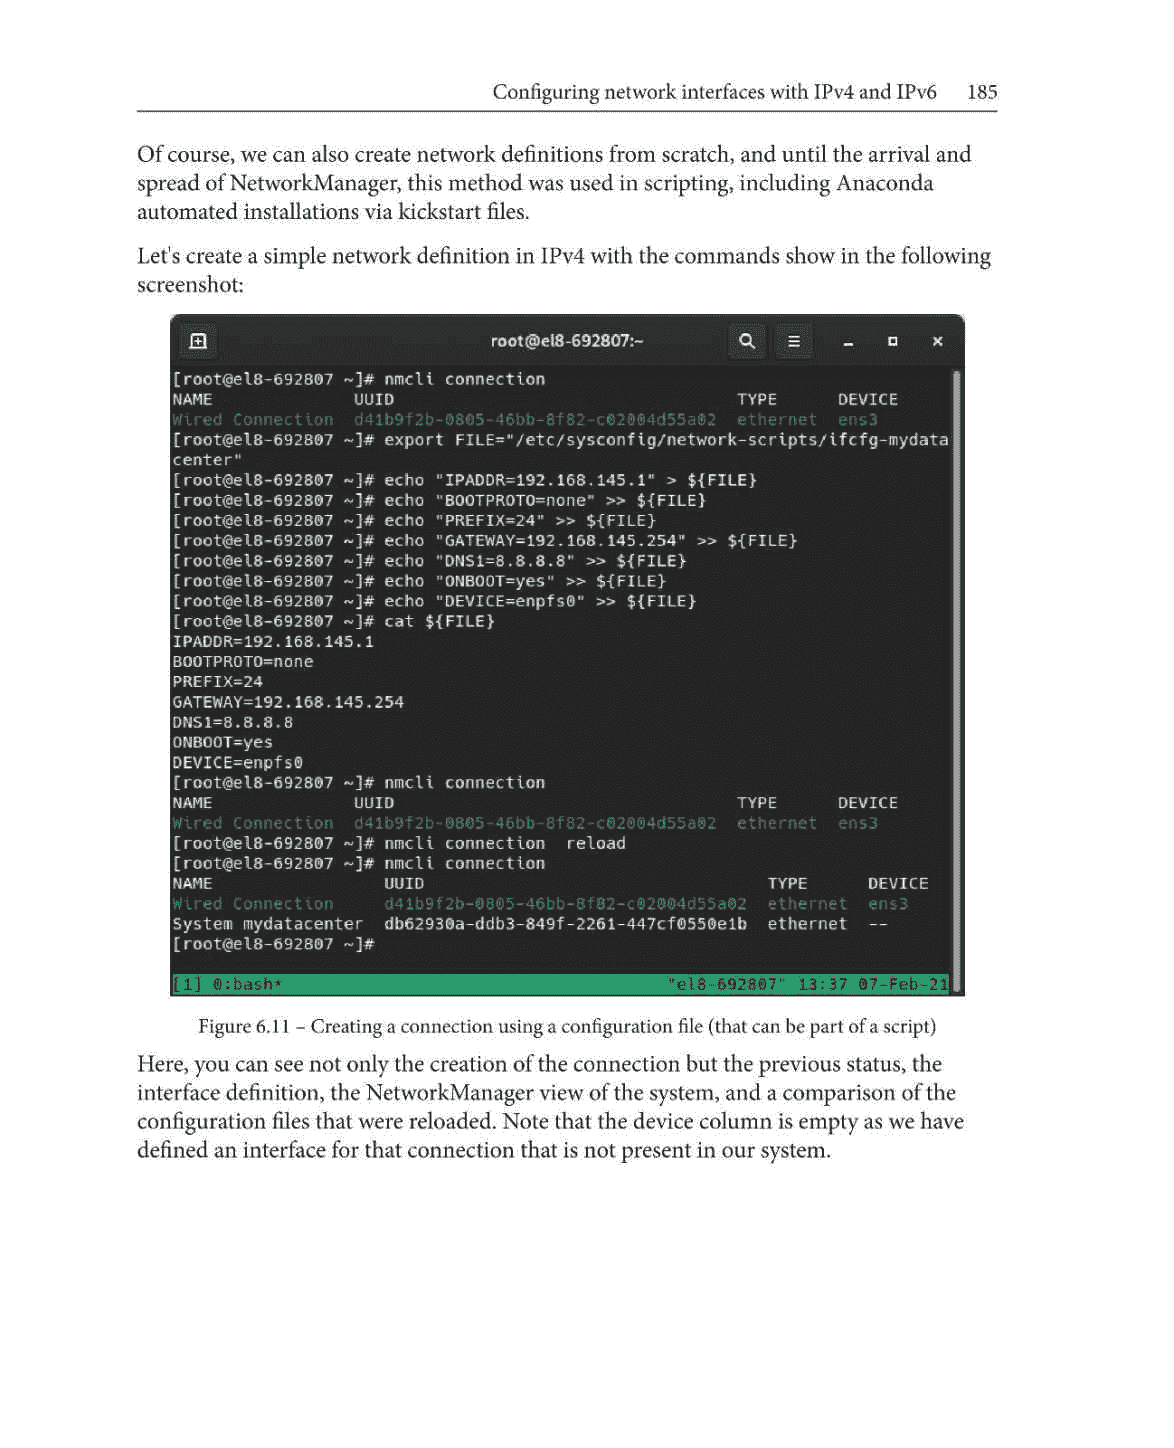 Configuring network interfaces with IPv4 and IPv6 185
Of course, we can also create network definitions from scratch, and until the arrival and
spread of NetworkManager, this method was used in scripting, including Anaconda
automated installations via kickstart files.
Let's create a simple network definition in IPv4 with the commands show in the following
screenshot:
root@el8-692807:~
[root@el8-692807 ~]# nmcli connection
NAME UUID TYPE DEVICE
Wired Connection d41b9f2b-0805-46bb-8f82-c02004d55a02 ethernet ens3
[root@el8-692807 ~]# export FILE="/etc/sysconfig/network-scripts/ifcfg-mydata
center"
[root@el8-692807 ~]# echo "IPADDR=192.168.145.1" > ${FILE}
[root@el8-692807 ~]# echo "BOOTPROTO=none" >> ${FILE}
[root@el8-692807 ~]# echo "PREFIX=24" >> ${FILE}
[root@el8-692807 ~]# echo "GATEWAY=192.168.145.254" >> ${FILE}
[root@el8-692807 ~]# echo "DNS1=8.8.8.8" >> ${FILE}
[root@el8-692807 ~]# echo "ONBOOT=yes" >> ${FILE}
[root@el8-692807 ~]# echo "DEVICE=enpfs0" >> ${FILE}
[root@el8-692807 ~]# cat ${FILE}
IPADDR=192.168.145.1
BOOTPROTO=none
PREFIX=24
GATEWAY=192.168.145.254
DNS1=8.8.8.8
ONBOOT=yes
DEVICE=enpfs0
[root@el8-692807 ~]# nmcli connection
NAME UUID TYPE DEVICE
Wired Connection d41b9f2b-0805-46bb-8f82-c02004d55a02 ethernet ens3
[root@el8-692807 ~]# nmcli connection  reload
[root@el8-692807 ~]# nmcli connection
NAME UUID TYPE DEVICE
Wired Connection d41b9f2b-0805-46bb-8f82-c02004d55a02 ethernet ens3
System mydatacenter db62930a-ddb3-849f-2261-447cf0550e1b ethernet --
[root@el8-692807 ~]#
[1] 0:bash* "el8-692807" 13:37 07-Feb-21
Figure 6.11 – Creating a connection using a configuration file (that can be part of a script)
Here, you can see not only the creation of the connection but the previous status, the
interface definition, the NetworkManager view of the system, and a comparison of the
configuration files that were reloaded. Note that the device column is empty as we have
defined an interface for that connection that is not present in our system.